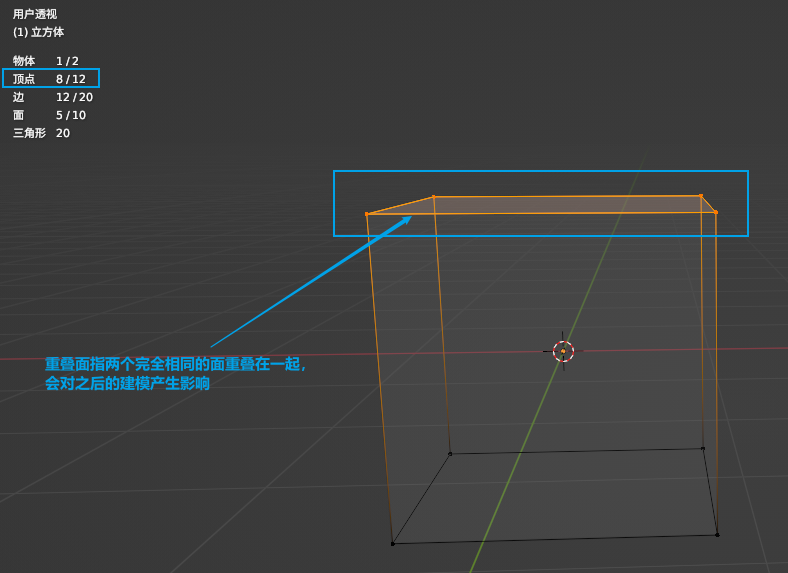 用户透视
(1) 立方体
物体 1 / 2
顶点 8 / 12
边 12 / 20
面 5 / 10
三角形 20
重叠面指两个完全相同的面重叠在一起，
会对之后的建模产生影响